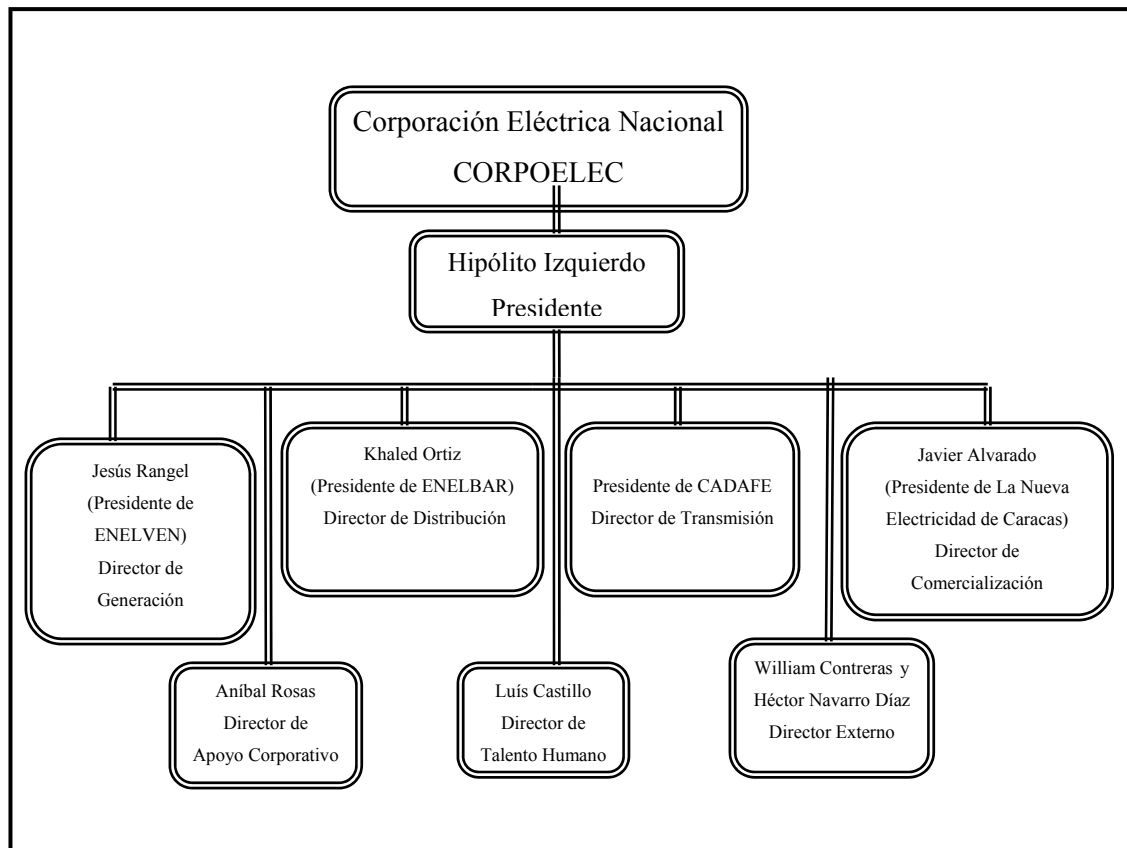 Corporación Eléctrica Nacional
CORPOELEC
Hipólito Izquierdo
Presidente
Jesús Rangel
(Presidente de
ENELVEN)
Director de
Generación
Khaled Ortiz
(Presidente de ENELBAR)
Director de Distribución
Presidente de CADAFE
Director de Transmisión
Javier Alvarado
(Presidente de La Nueva
Electricidad de Caracas)
Director de
Comercialización
Aníbal Rosas
Director de
Apoyo Corporativo
Luís Castillo
Director de
Talento Humano
William Contreras y
Héctor Navarro Díaz
Director Externo